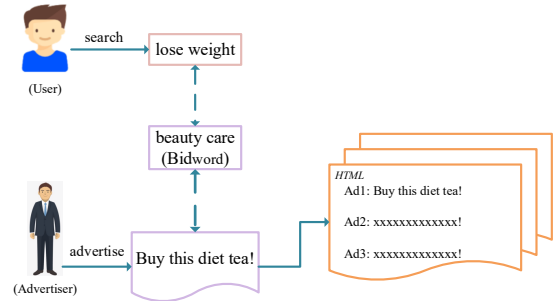 search
lose weight
(User)
beauty care
(Bidword)
HTML
Ad1: Buy this diet tea!
Ad2: xxxxxxxxxxxxx!
Ad3: xxxxxxxxxxxxx!
advertise
Buy this diet tea!
(Advertiser)